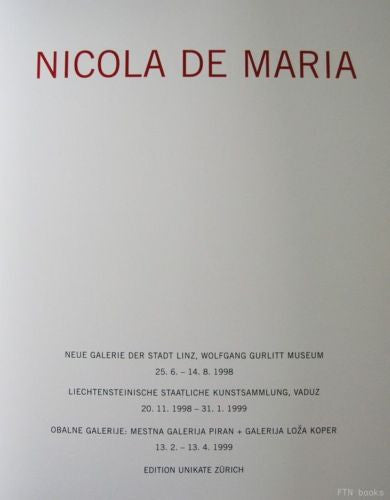 NICOLA DE MARIA
NEUE GALERIE DER STADT LINZ, WOLFGANG GURLITT MUSEUM
25. 6. – 14. 8. 1998
LIECHTENSTEINISCHE STAATLICHE KUNSTSAMMLUNG, VADUZ
20. 11. 1998 – 31. 1. 1999
OBALNE GALERIJE: MESTNA GALERIJA PIRAN + GALERIJA LOŽA KOPER
13. 2. – 13. 4. 1999
EDITION UNIKATE ZÜRICH
FTN books